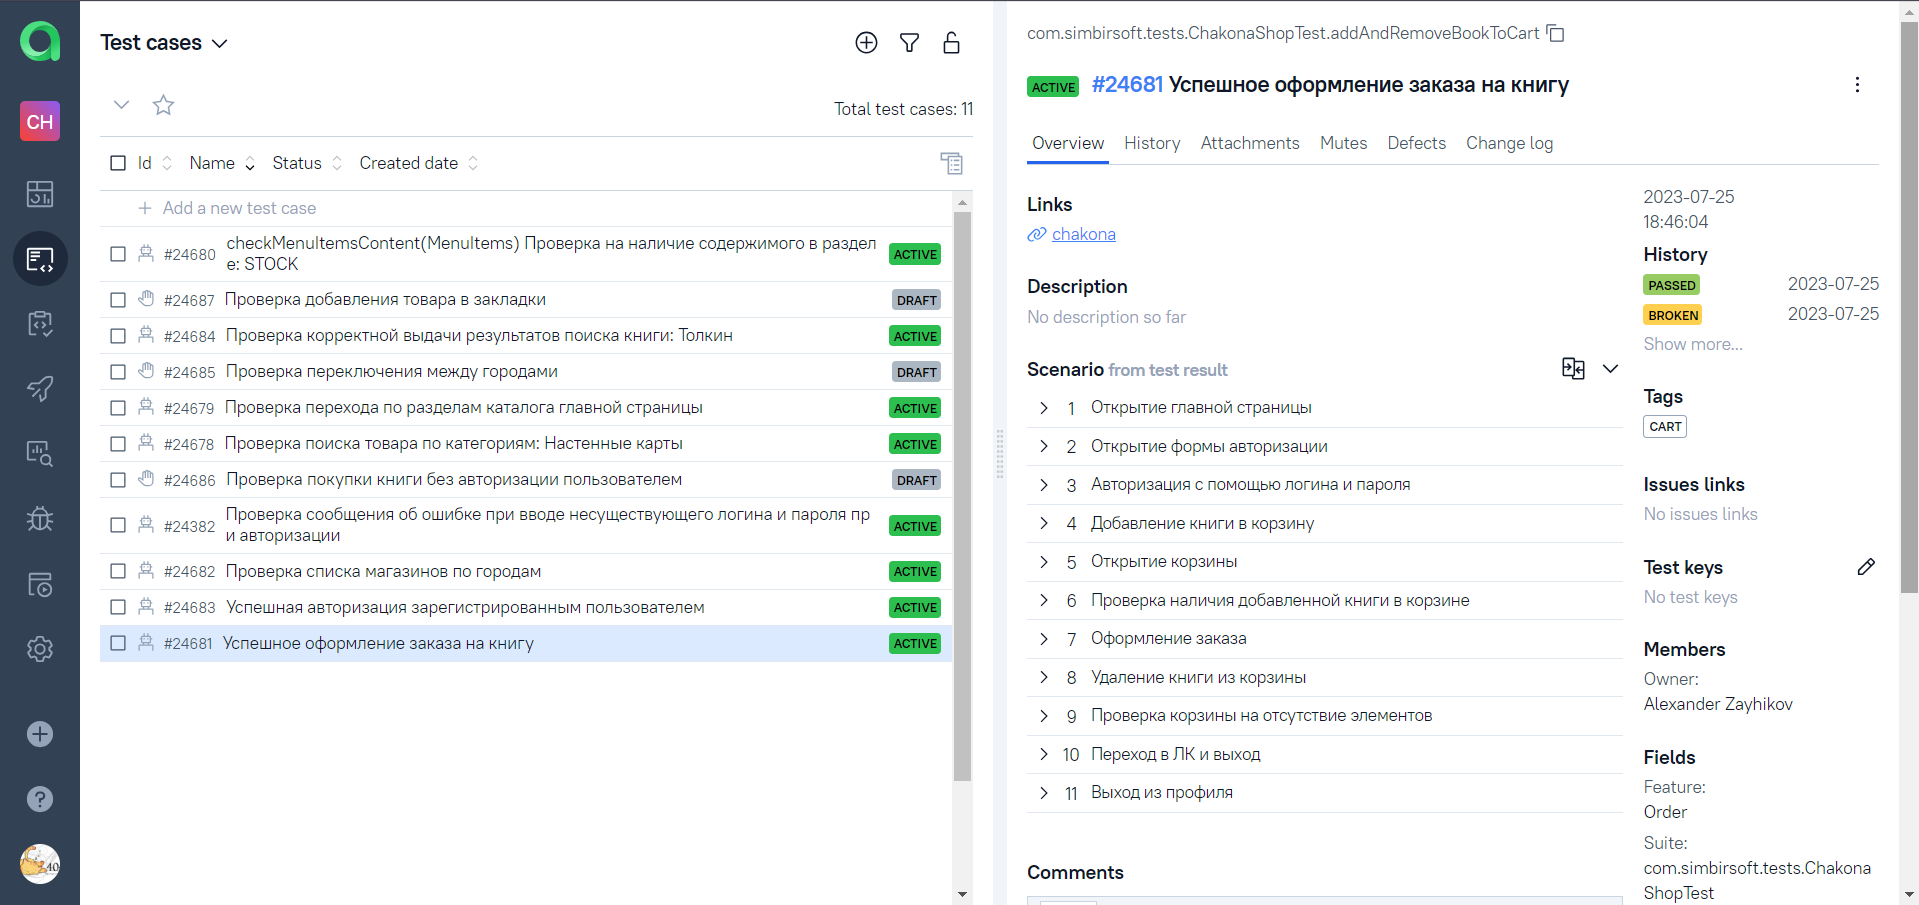 CH
Test cases
Total test cases: 11
Id Name Status Created date
Add a new test case
#24680 checkMenuItemsContent(MenuItems) Проверка на наличие содержимого в раздел
е: STOCK ACTIVE
#24687 Проверка добавления товара в закладки DRAFT
#24684 Проверка корректной выдачи результатов поиска книги: Толкин ACTIVE
#24685 Проверка переключения между городами DRAFT
#24679 Проверка перехода по разделам каталога главной страницы ACTIVE
#24678 Проверка поиска товара по категориям: Настенные карты ACTIVE
#24686 Проверка покупки книги без авторизации пользователем DRAFT
#24382 Проверка сообщения об ошибке при вводе несуществующего логина и пароля пр
и авторизации ACTIVE
#24682 Проверка списка магазинов по городам ACTIVE
#24683 Успешная авторизация зарегистрированным пользователем ACTIVE
#24681 Успешное оформление заказа на книгу ACTIVE
40
com.simbirsoft.tests.ChakonaShopTest.addAndRemoveBookToCart
ACTIVE #24681 Успешное оформление заказа на книгу
Overview History Attachments Mutes Defects Change log
Links
chakona
Description
No description so far
Scenario from test result
1 Открытие главной страницы
2 Открытие формы авторизации
3 Авторизация с помощью логина и пароля
4 Добавление книги в корзину
5 Открытие корзины
6 Проверка наличия добавленной книги в корзине
7 Оформление заказа
8 Удаление книги из корзины
9 Проверка корзины на отсутствие элементов
10 Переход в ЛК и выход
11 Выход из профиля
Comments
2023-07-25
18:46:04
History
PASSED 2023-07-25
BROKEN 2023-07-25
Show more...
Tags
CART
Issues links
No issues links
Test keys
No test keys
Members
Owner:
Alexander Zayhikov
Fields
Feature:
Order
Suite:
com.simbirsoft.tests.Chakona
ShopTest